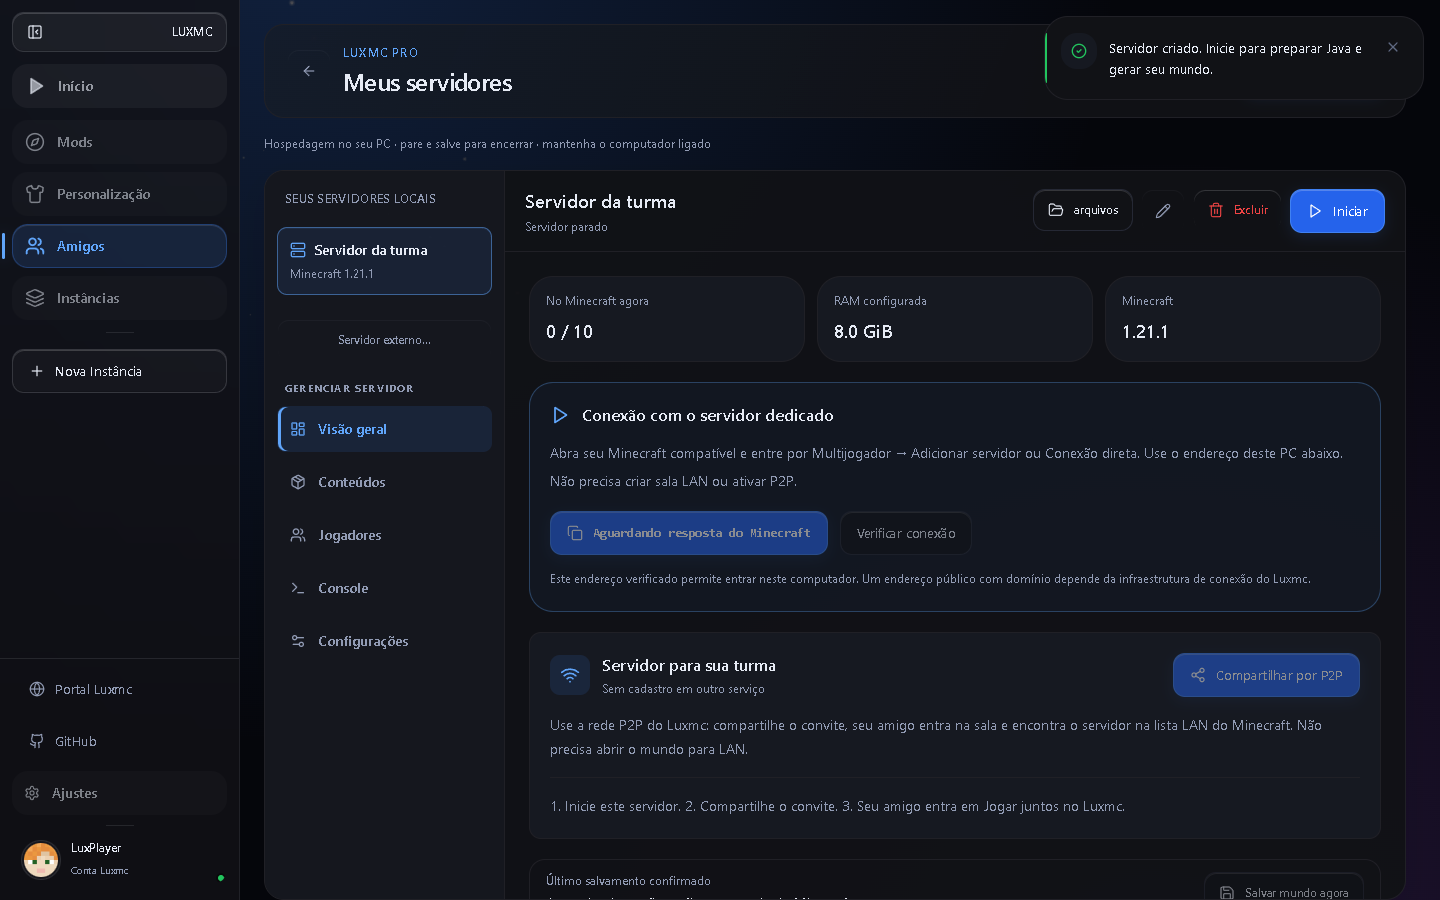 LUXMC
Início
Mods
Personalização
Amigos
Instâncias
Nova Instância
Portal Luxmc
GitHub
Ajustes
LuxPlayer
Conta Luxmc
LUXMC PRO
Meus servidores
Servidor criado. Inicie para preparar Java e
gerar seu mundo.
Hospedagem no seu PC · pare e salve para encerrar · mantenha o computador ligado
SEUS SERVIDORES LOCAIS
Servidor da turma
Minecraft 1.21.1
Servidor externo...
GERENCIAR SERVIDOR
Visão geral
Conteúdos
Jogadores
Console
Configurações
Servidor da turma
Servidor parado
arquivos
Excluir
Iniciar
No Minecraft agora
0 / 10
RAM configurada
8.0 GiB
Minecraft
1.21.1
Conexão com o servidor dedicado
Abra seu Minecraft compatível e entre por Multijogador → Adicionar servidor ou Conexão direta. Use o endereço deste PC abaixo.
Não precisa criar sala LAN ou ativar P2P.
Aguardando resposta do Minecraft
Verificar conexão
Este endereço verificado permite entrar neste computador. Um endereço público com domínio depende da infraestrutura de conexão do Luxmc.
Servidor para sua turma
Sem cadastro em outro serviço
Compartilhar por P2P
Use a rede P2P do Luxmc: compartilhe o convite, seu amigo entra na sala e encontra o servidor na lista LAN do Minecraft. Não
precisa abrir o mundo para LAN.
1. Inicie este servidor. 2. Compartilhe o convite. 3. Seu amigo entra em Jogar juntos no Luxmc.
Último salvamento confirmado
Salvar mundo agora